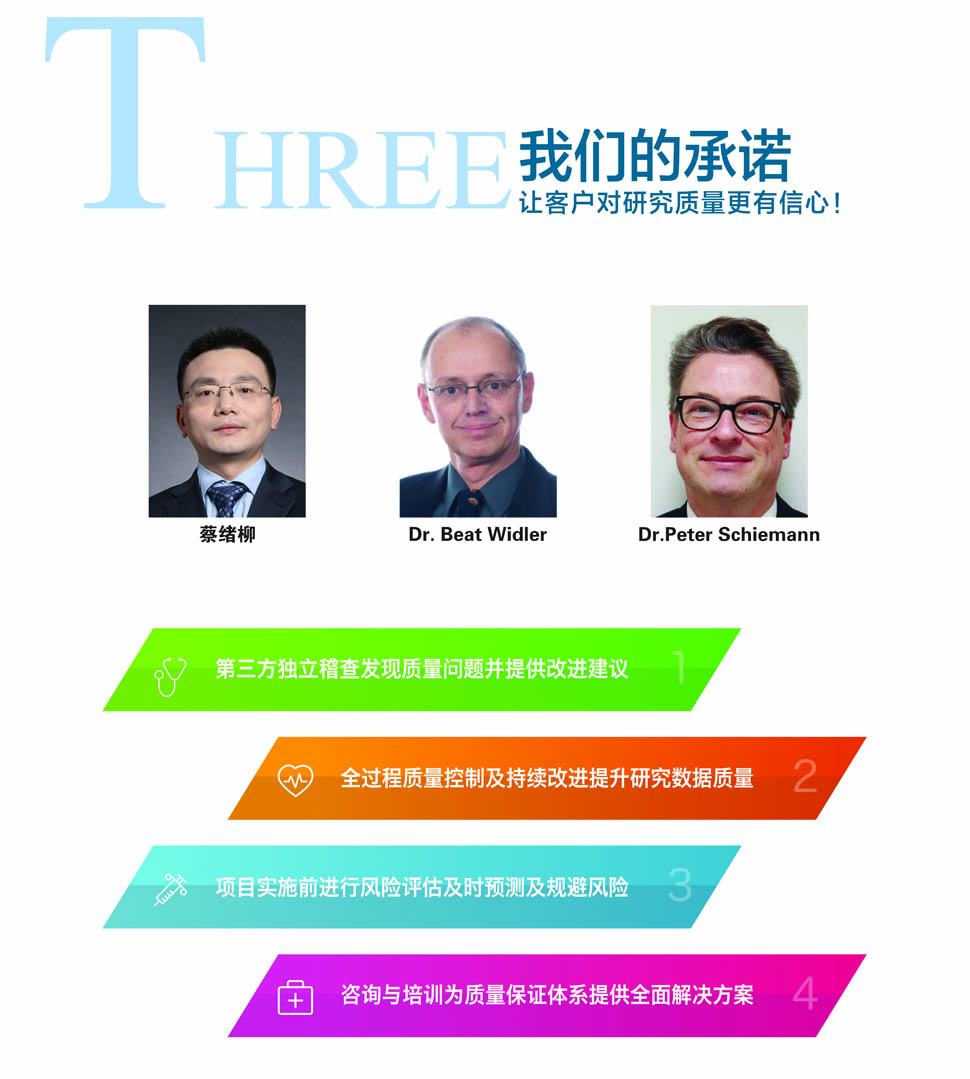 THREE
我们的承诺
让客户对研究质量更有信心！
蔡绪柳
Dr. Beat Widler
Dr.Peter Schiemann
第三方独立稽查发现质量问题并提供改进建议 1
全过程质量控制及持续改进提升研究数据质量 2
项目实施前进行风险评估及时预测及规避风险 3
咨询与培训为质量保证体系提供全面解决方案 4